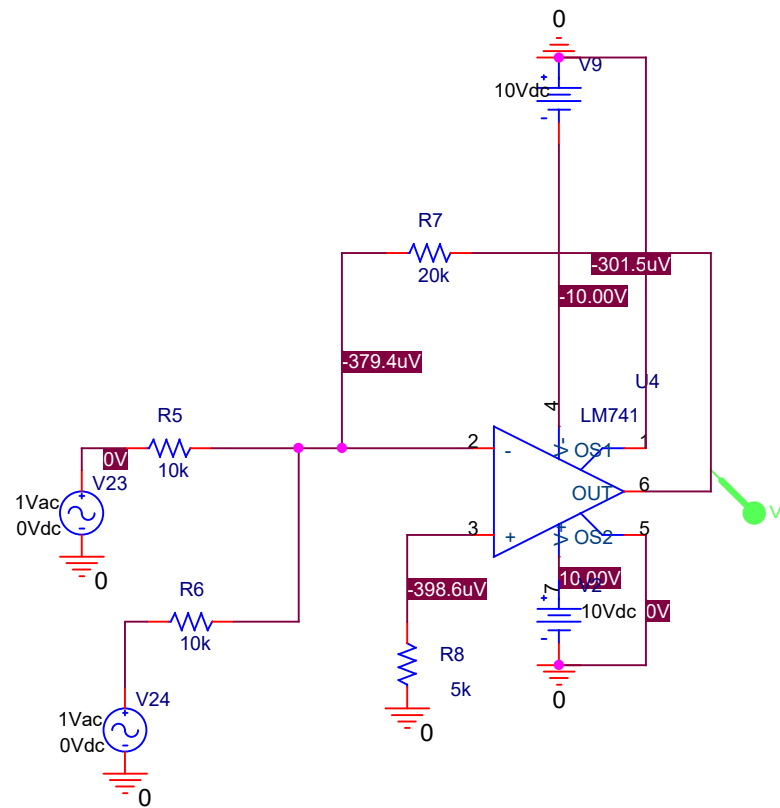 0
V9
10Vdc
R7
20k
-301.5uV
-10.00V
-379.4uV
U4
LM741
4
V-
OS1
1
2
-
R5
10k
0V
V23
1Vac
0Vdc
0
OUT
6
V
3
+
V+
OS2
5
-398.6uV
7
10.00V
V2
10Vdc
0V
R6
10k
R8
5k
0
0
V24
1Vac
0Vdc
0